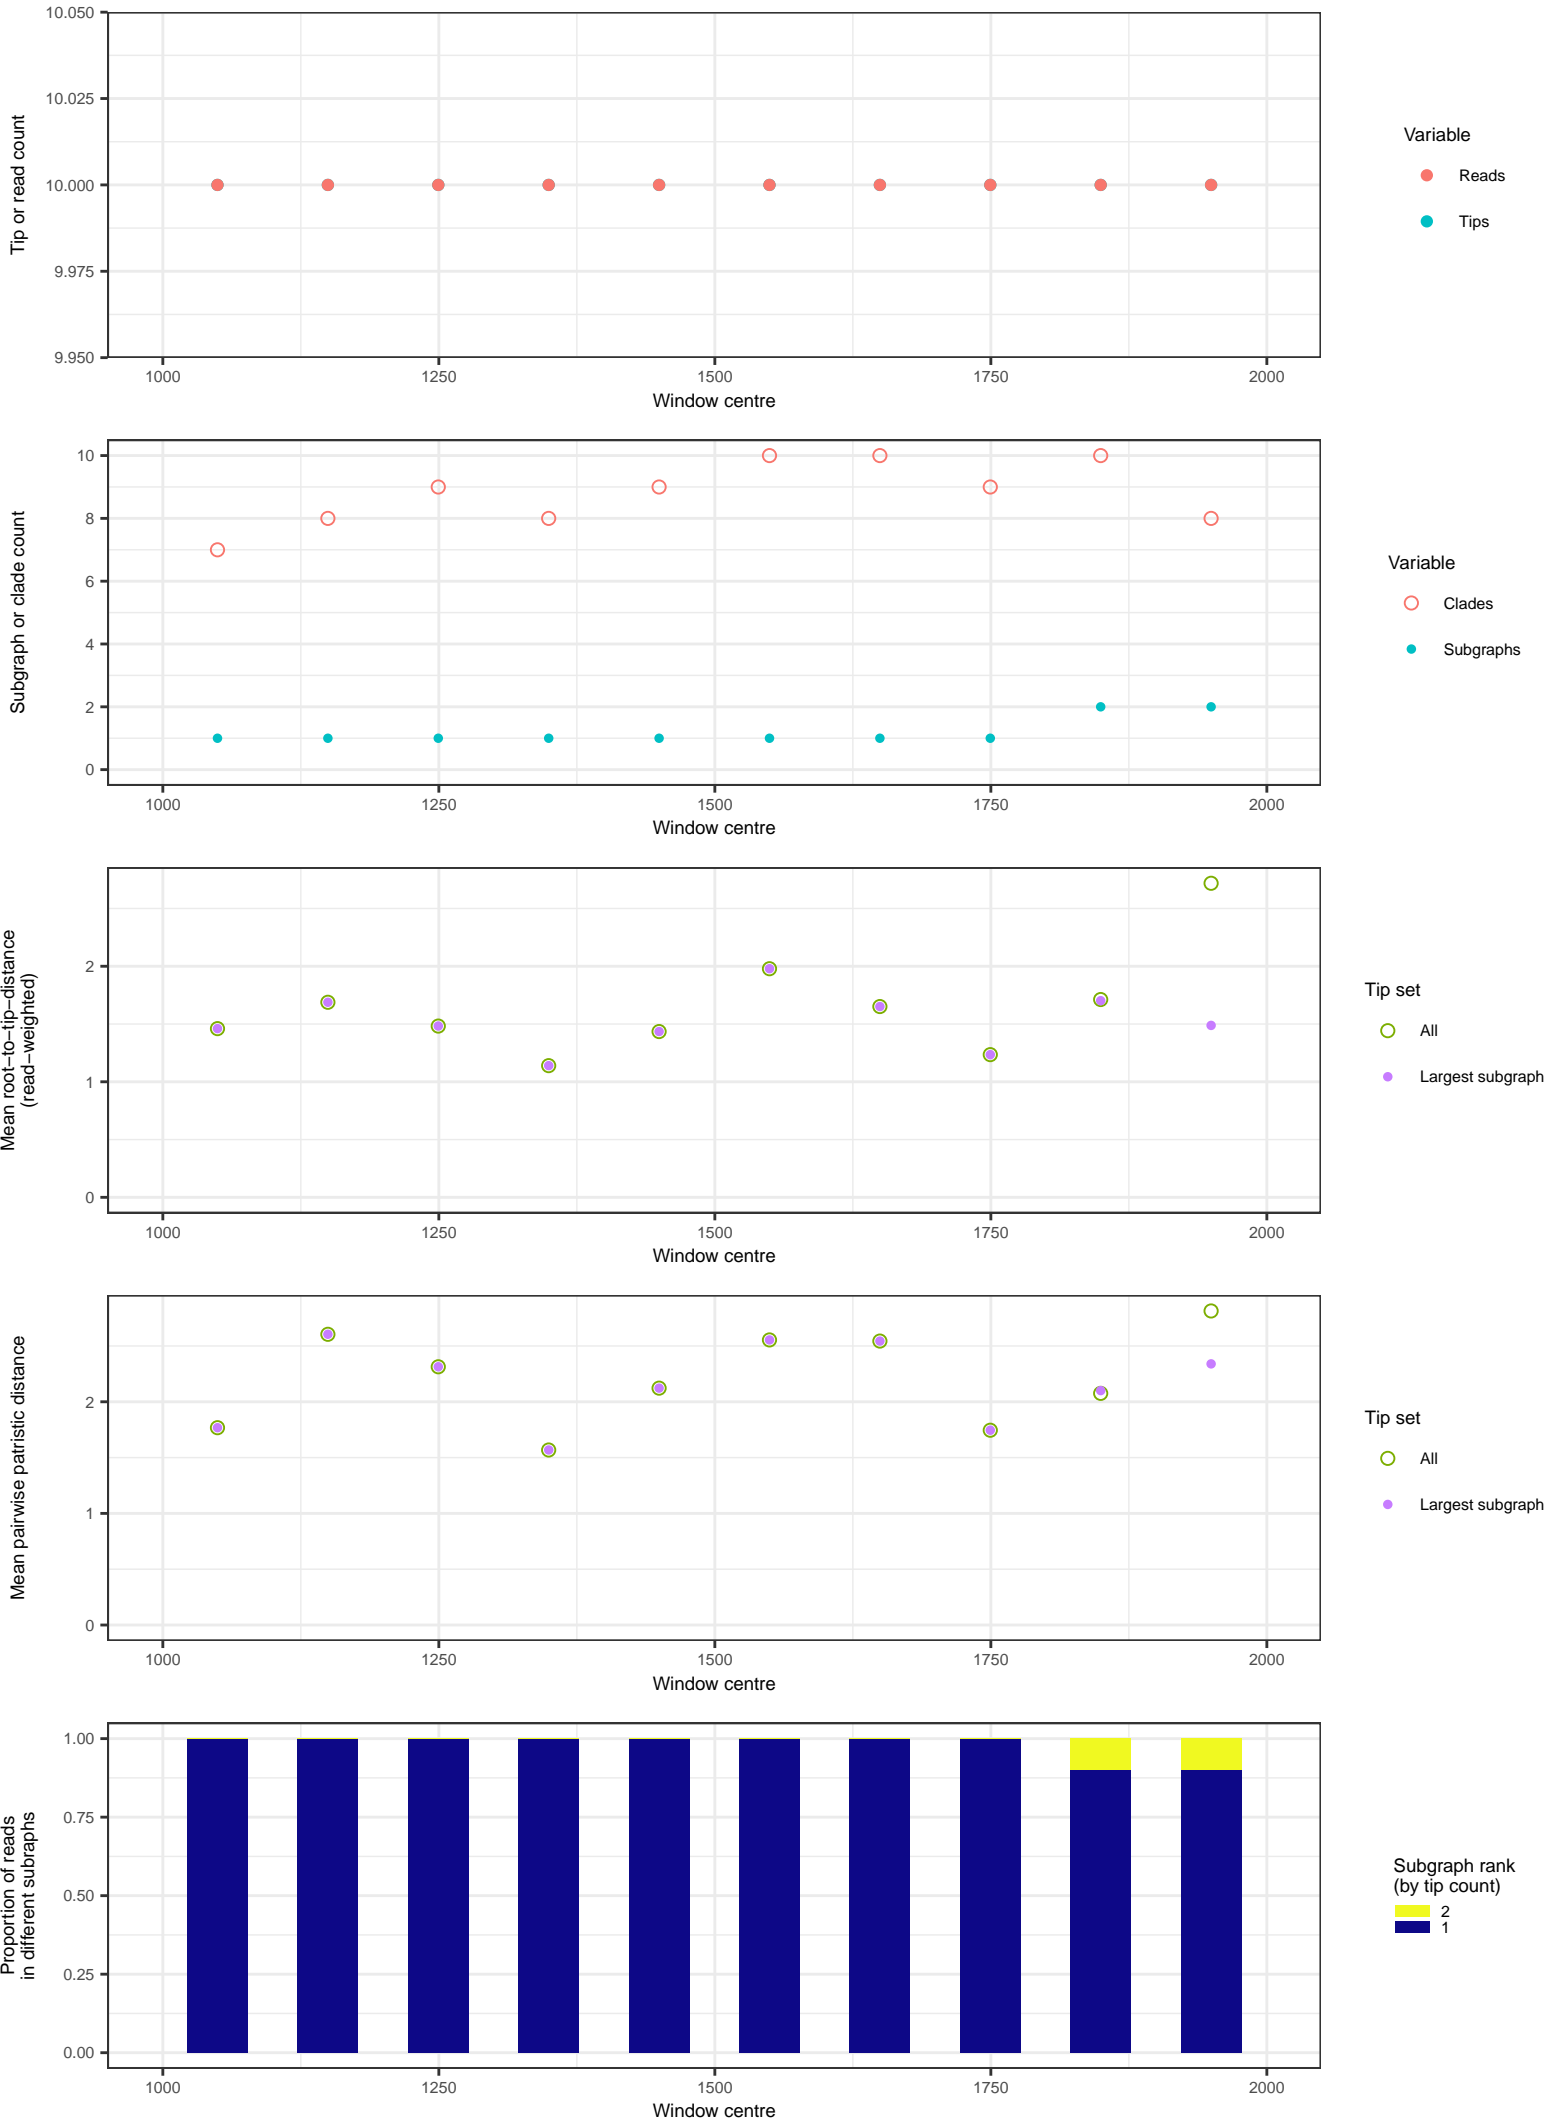 10.050
10.025
10.000
9.975
9.950
Tip or read count
1000 1250 1500 1750 2000
Window centre
Variable
Reads
Tips
10
8
6
4
2
0
Subgraph or clade count
1000 1250 1500 1750 2000
Window centre
Variable
Clades
Subgraphs
2
1
0
Mean root−to−tip−distance
(read−weighted)
1000 1250 1500 1750 2000
Window centre
Tip set
All
Largest subgraph
2
1
0
Mean pairwise patristic distance
1000 1250 1500 1750 2000
Window centre
Tip set
All
Largest subgraph
1.00
0.75
0.50
0.25
0.00
Proportion of reads
in different subraphs
1000 1250 1500 1750 2000
Window centre
Subgraph rank
(by tip count)
2
1